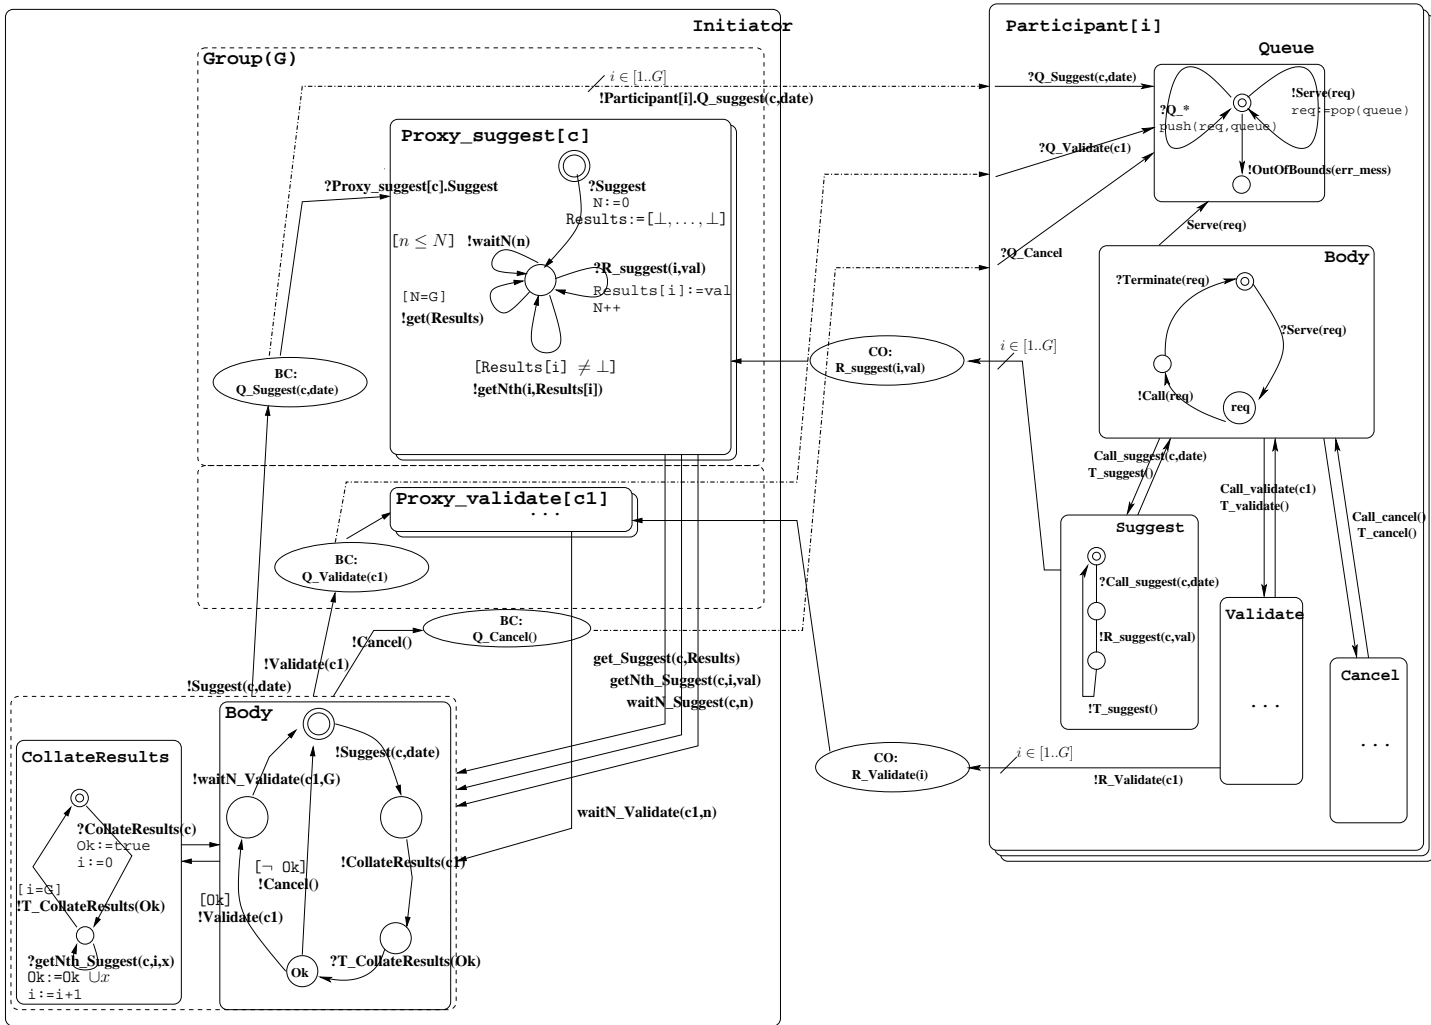 Initiator
Group(G)
i ∈ [1..G]
!Participant[i].Q_suggest(c,date)
Proxy_suggest[c]
?Proxy_suggest[c].Suggest
?Suggest
N:=0
Results:=[⊥,...,⊥]
[n ≤ N]
!waitN(n)
?R_suggest(i,val)
Results[i]:=val
N++
[N=G]
!get(Results)
[Results[i] ≠ ⊥]
!getNth(i,Results[i])
BC:
Q_Suggest(c,date)
CO:
R_suggest(i,val)
Proxy_validate[c1]
...
BC:
Q_Validate(c1)
BC:
Q_Cancel()
!Cancel()
!Validate(c1)
!Suggest(c,date)
get_Suggest(c,Results)
getNth_Suggest(c,i,val)
waitN_Suggest(c,n)
waitN_Validate(c1,n)
Body
!Suggest(c,date)
!waitN_Validate(c1,G)
!CollateResults(c1)
[¬ Ok]
!Cancel()
[Ok]
!Validate(c1)
?T_CollateResults(Ok)
Ok
CollateResults
?CollateResults(c)
Ok:=true
i:=0
[i=G]
!T_CollateResults(Ok)
?getNth_Suggest(c,i,x)
Ok:=Ok ∪x
i:=i+1
CO:
R_Validate(i)
Participant[i]
Queue
?Q_Suggest(c,date)
?Q_Validate(c1)
?Q_Cancel
?Q_*
push(req,queue)
!Serve(req)
req:=pop(queue)
!OutOfBounds(err_mess)
Serve(req)
Body
?Terminate(req)
?Serve(req)
!Call(req)
req
i ∈ [1..G]
Call_suggest(c,date)
T_suggest()
Call_validate(c1)
T_validate()
Call_cancel()
T_cancel()
Suggest
?Call_suggest(c,date)
!R_suggest(c,val)
!T_suggest()
Validate
...
Cancel
...
i ∈ [1..G]
!R_Validate(c1)